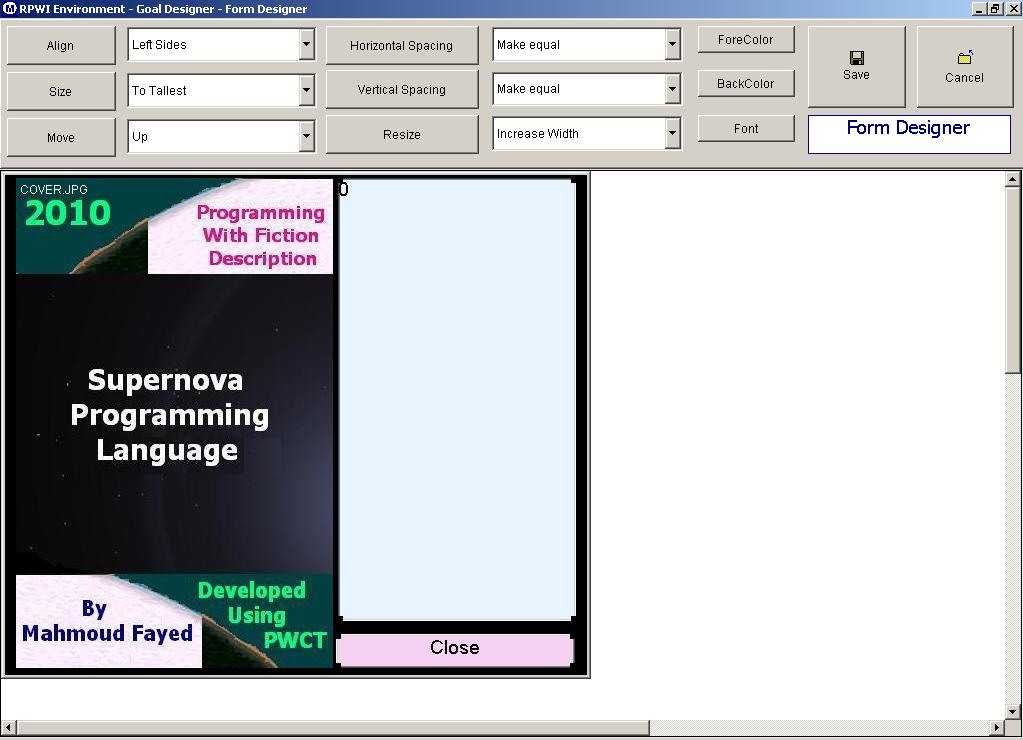 RPWI Environment - Goal Designer - Form Designer
Align
Left Sides
Horizontal Spacing
Make equal
ForeColor
Save
Cancel
Size
To Tallest
Vertical Spacing
Make equal
BackColor
Move
Up
Resize
Increase Width
Font
Form Designer
COVER.JPG
2010
Programming
With Fiction
Description
0
Supernova
Programming
Language
By
Mahmoud Fayed
Developed
Using
PWCT
Close